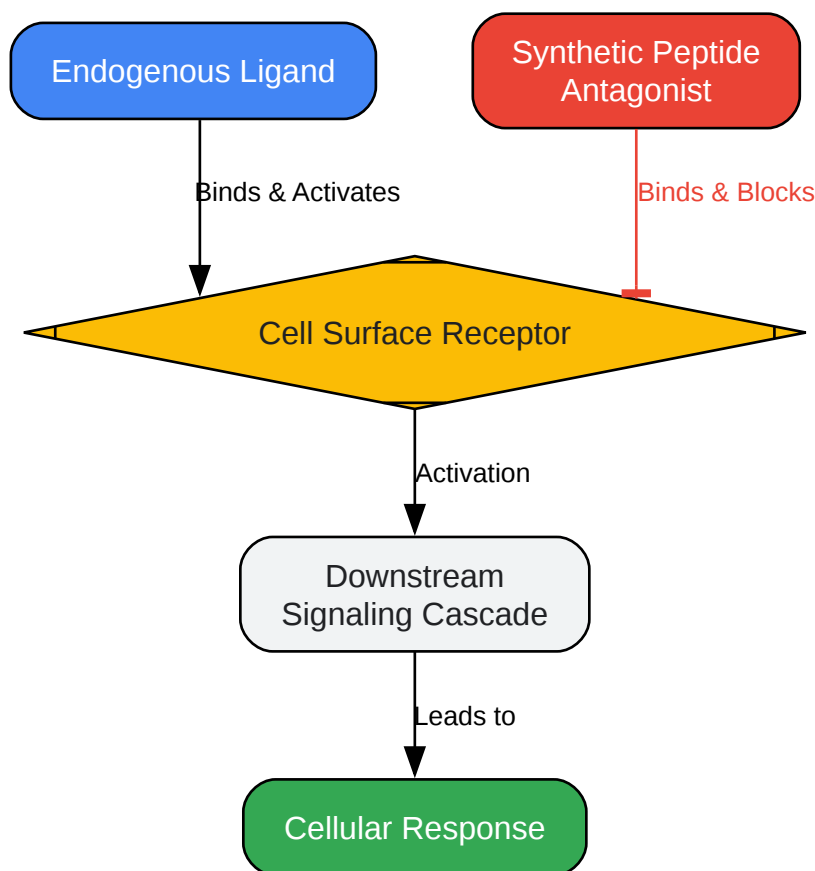 Endogenous Ligand
Synthetic Peptide
Antagonist
Binds & Activates
Binds & Blocks
Cell Surface Receptor
Activation
Downstream
Signaling Cascade
Leads to
Cellular Response